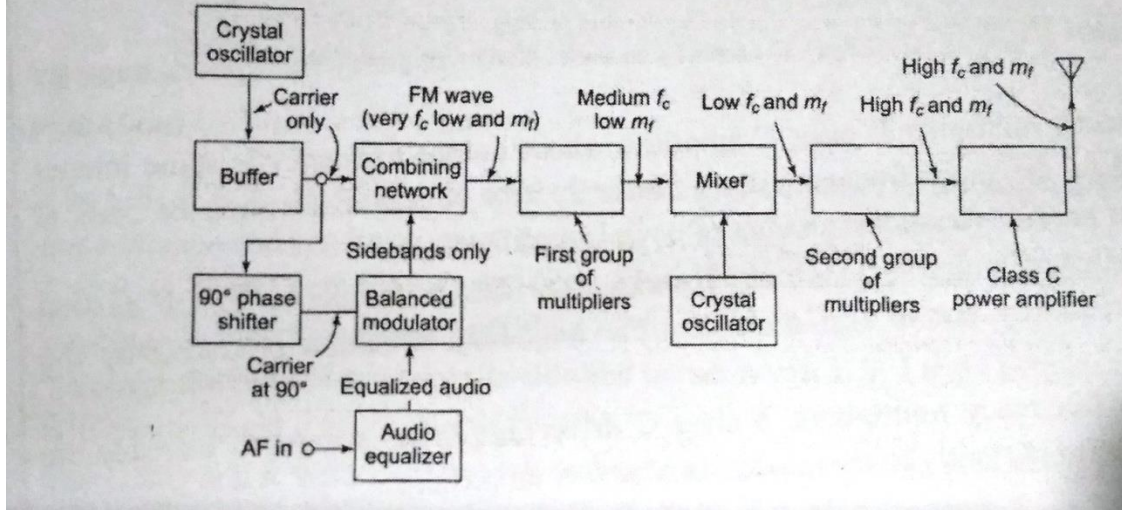 Crystal
oscillator
Carrier
only
FM wave
(very f_c low and m_f)
Medium f_c
low m_f
Low f_c and m_f
High f_c and m_f
High f_c and m_f
Buffer
Combining
network
Mixer
Sidebands only
First group
of
multipliers
Second group
of
multipliers
Class C
power amplifier
90° phase
shifter
Balanced
modulator
Crystal
oscillator
Carrier
at 90°
Equalized audio
AF in
Audio
equalizer